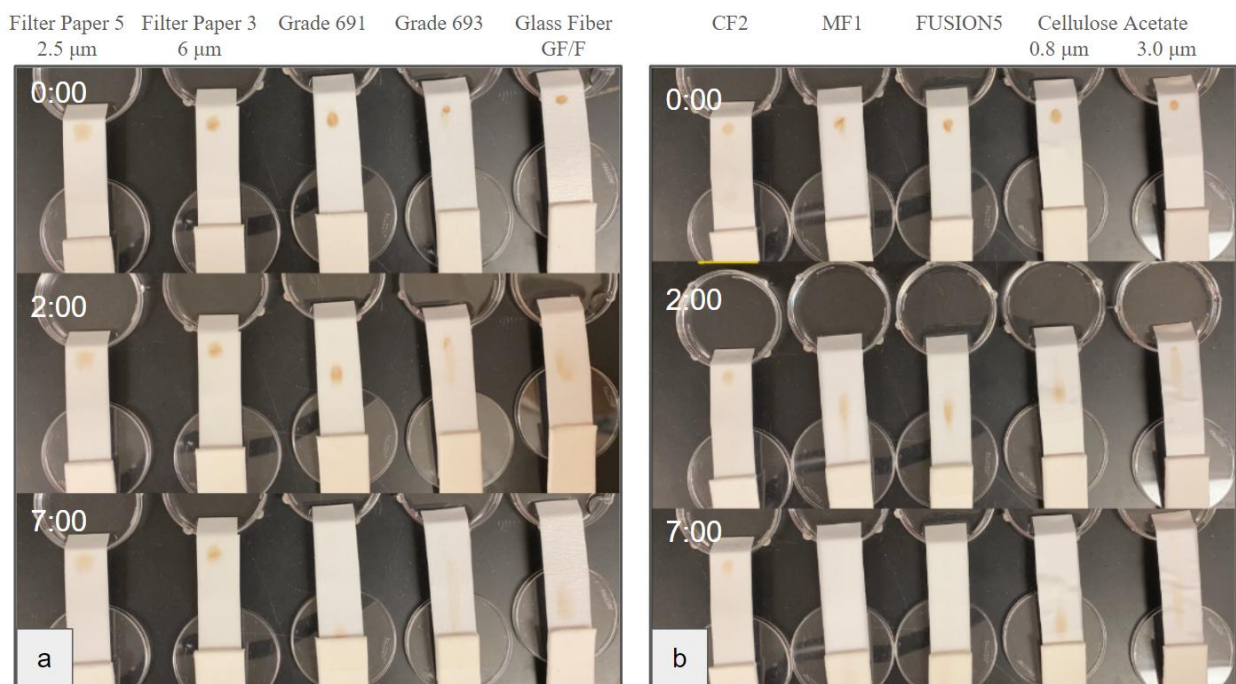 Filter Paper 5 Filter Paper 3 Grade 691 Grade 693 Glass Fiber
2.5 μm 6 μm GF/F
0:00
2:00
7:00
a
CF2 MF1 FUSION5 Cellulose Acetate
0.8 μm 3.0 μm
0:00
2:00
7:00
b